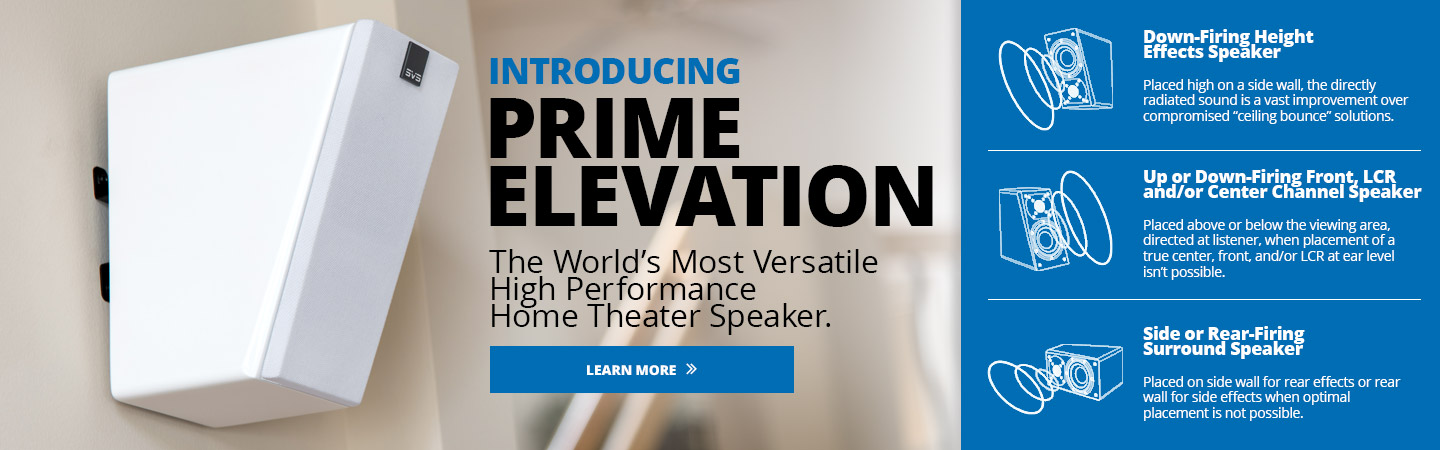 SVS
INTRODUCING
PRIME
ELEVATION
The World's Most Versatile
High Performance
Home Theater Speaker.
LEARN MORE »
Down-Firing Height
Effects Speaker
Placed high on a side wall, the directly
radiated sound is a vast improvement over
compromised “ceiling bounce” solutions.
Up or Down-Firing Front, LCR
and/or Center Channel Speaker
Placed above or below the viewing area,
directed at listener, when placement of a
true center, front, and/or LCR at ear level
isn't possible.
Side or Rear-Firing
Surround Speaker
Placed on side wall for rear effects or rear
wall for side effects when optimal
placement is not possible.